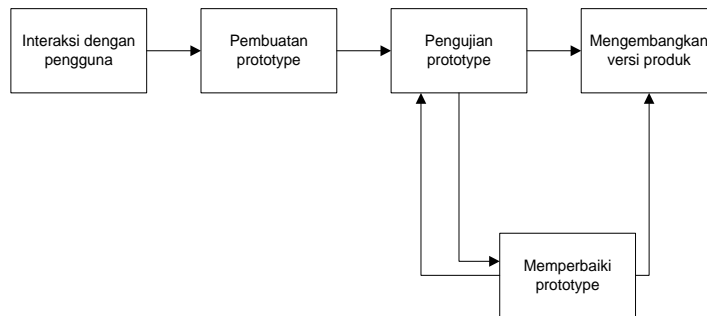 Interaksi dengan
pengguna
Pembuatan
prototype
Pengujian
prototype
Mengembangkan
versi produk
Memperbaiki
prototype